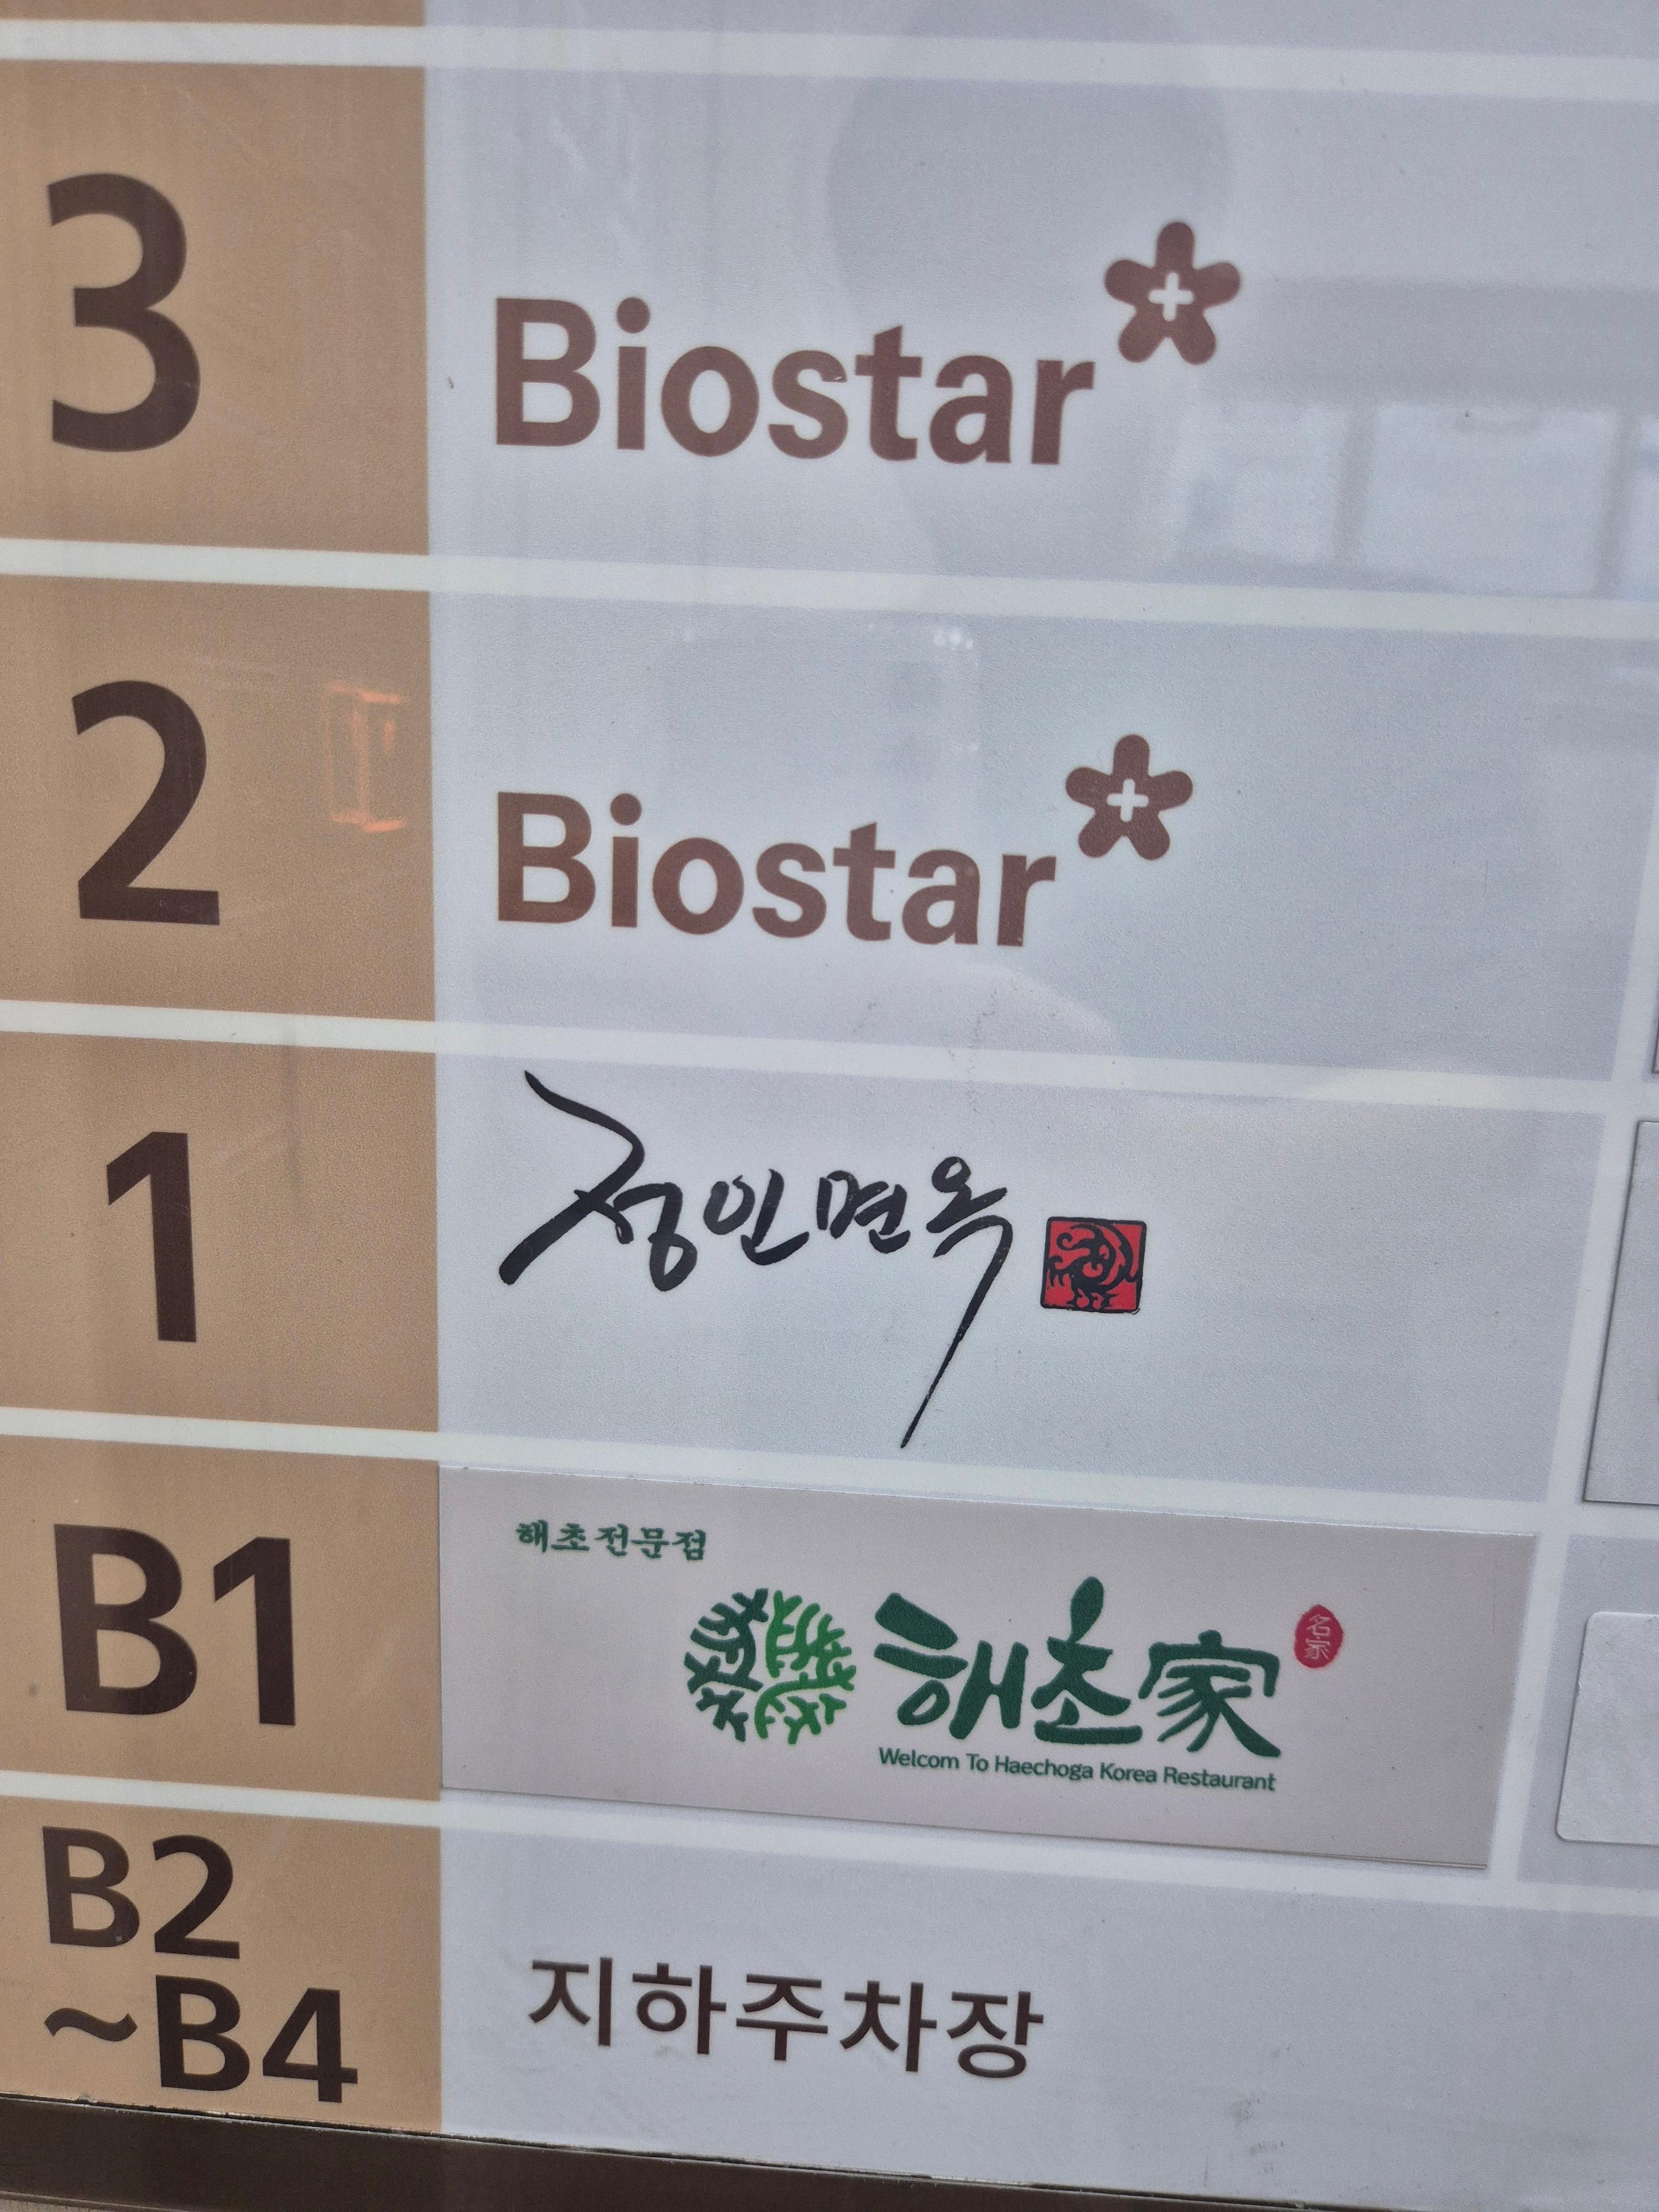 3 Biostar
2 Biostar
1 정인면옥
B1
해초전문점
해초家
名家
Welcom To Haechoga Korea Restaurant
B2
~B4
지하주차장